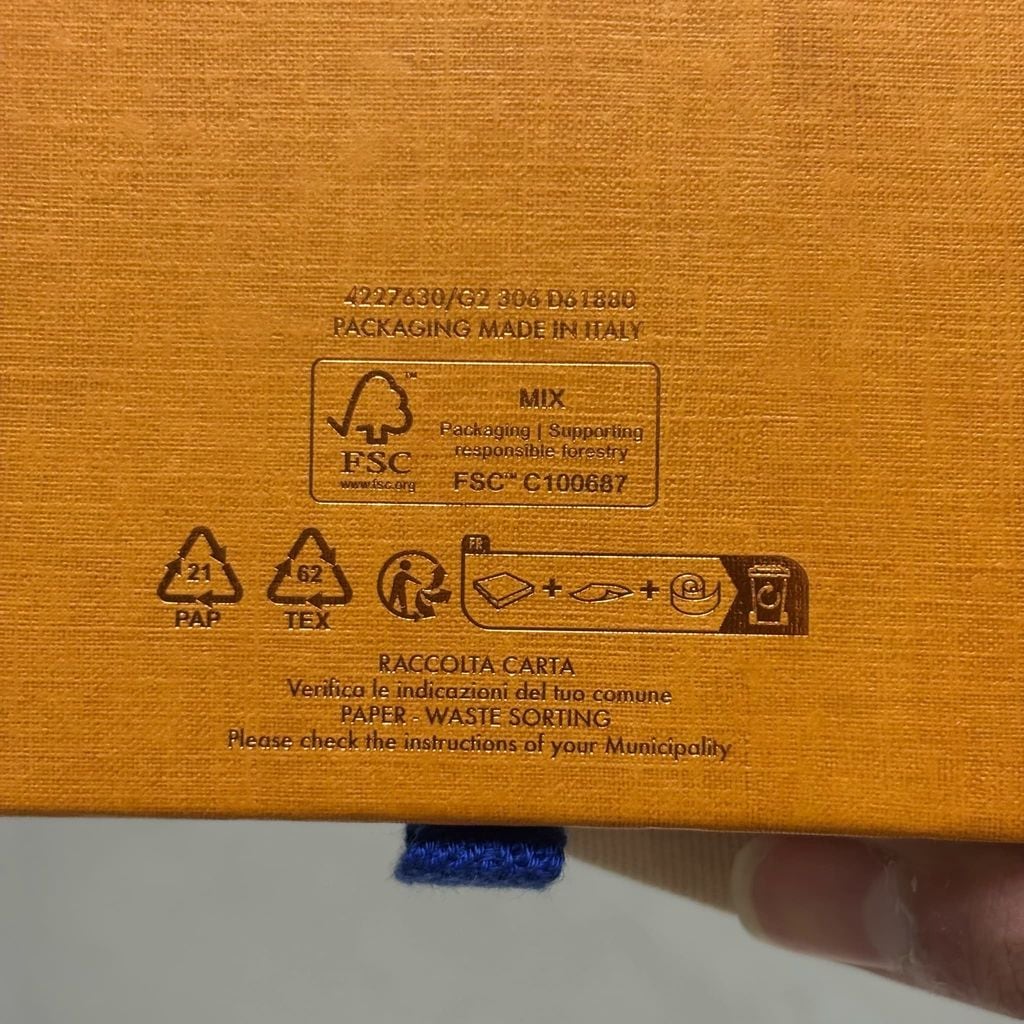 4227630/G2 306 D61880
PACKAGING MADE IN ITALY
™
MIX
Packaging | Supporting
responsible forestry
FSC
www.fsc.org
FSC™ C100687
FR
21
PAP
62
TEX
RACCOLTA CARTA
Verifica le indicazioni del tuo comune
PAPER - WASTE SORTING
Please check the instructions of your Municipality